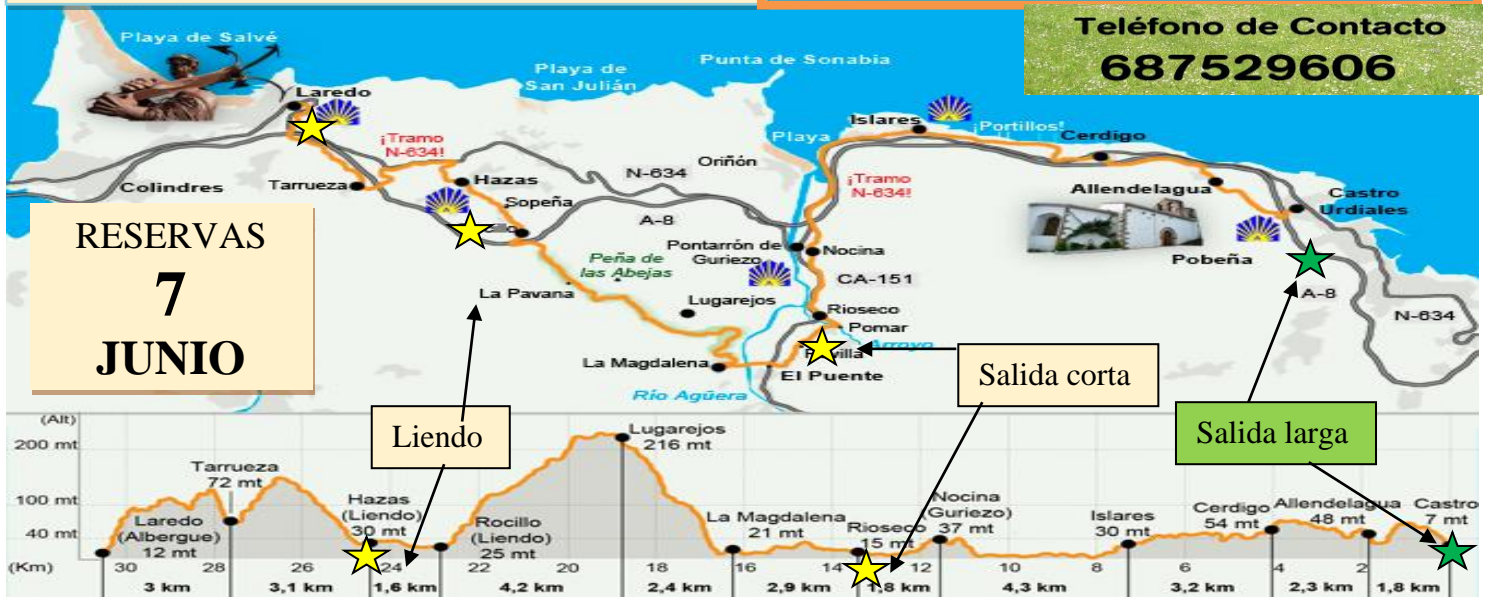 Teléfono de Contacto
687529606
Playa de Salvé
Playa de
San Julián
Punta de Sonabia
Laredo
¡Tramo
N-634!
Colindres
Tarrueza
Hazas
Sopeña
N-634
Oriñón
Playa
Islares
¡Portillos!
Cerdigo
¡Tramo
N-634!
Allendelagua
Castro
Urdiales
A-8
Pontarrón de
Guriezo
Nocina
Pobeña
Peña de
las Abejas
CA-151
A-8
N-634
La Pavana
Lugarejos
Rioseco
Pomar
Arroyo
La Magdalena
El Puente
Río Agüera
RESERVAS
7
JUNIO
Salida corta
Liendo
Salida larga
(Alt)
200 mt
100 mt
40 mt
(Km)
Laredo
(Albergue)
12 mt
Tarrueza
72 mt
Hazas
(Liendo)
30 mt
Rocillo
(Liendo)
25 mt
Lugarejos
216 mt
La Magdalena
21 mt
Rioseco
15 mt
Nocina
Guriezo)
37 mt
Islares
30 mt
Cerdigo
54 mt
Allendelagua
48 mt
Castro
7 mt
30 28 26 24 22 20 18 16 14 12 10 8 6 4 2
3 km 3,1 km 1,6 km 4,2 km 2,4 km 2,9 km 1,8 km 4,3 km 3,2 km 2,3 km 1,8 km